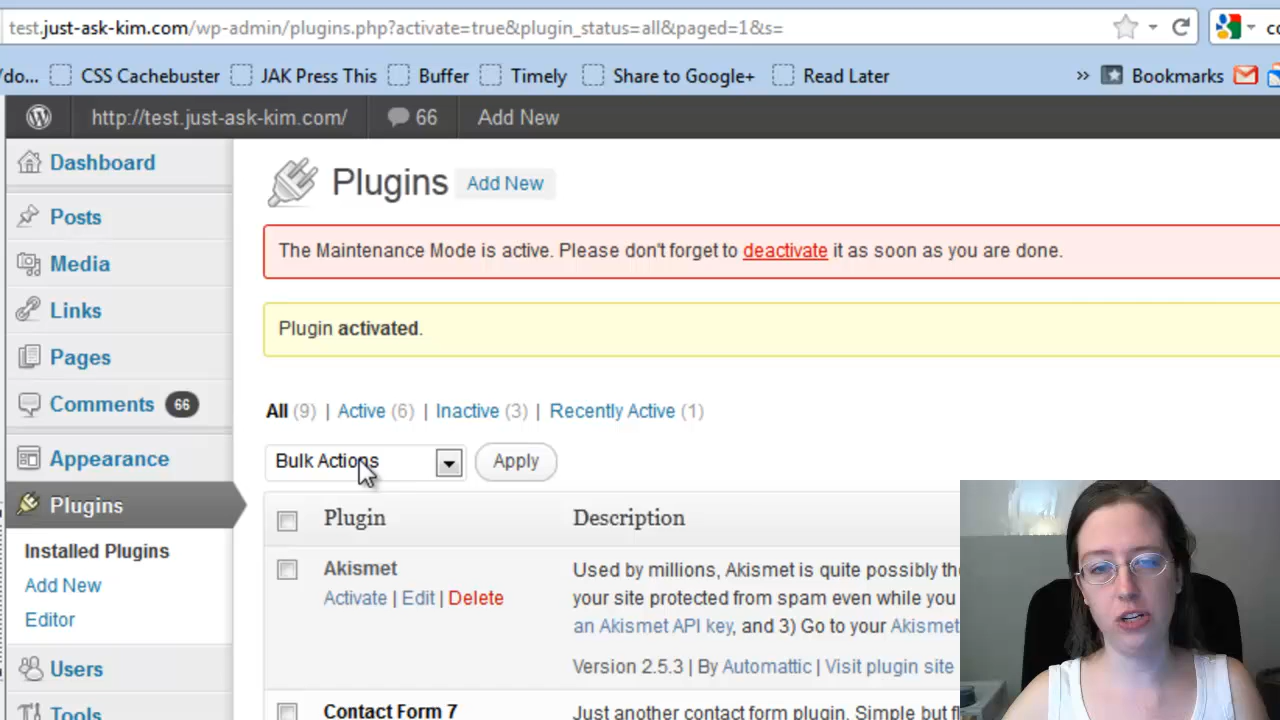 test.just-ask-kim.com/wp-admin/plugins.php?activate=true&plugin_status=all&paged=1&s=
/do... CSS Cachebuster JAK Press This Buffer Timely Share to Google+ Read Later » Bookmarks
http://test.just-ask-kim.com/ 66 Add New
Dashboard
Posts
Media
Links
Pages
Comments 66
Appearance
Plugins
Installed Plugins
Add New
Editor
Users
Tools
Plugins Add New
The Maintenance Mode is active. Please don't forget to deactivate it as soon as you are done.
Plugin activated.
All (9) | Active (6) | Inactive (3) | Recently Active (1)
Bulk Actions Apply
Plugin Description
Akismet
Activate | Edit | Delete
Used by millions, Akismet is quite possibly the
your site protected from spam even while you
an Akismet API key, and 3) Go to your Akismet
Version 2.5.3 | By Automattic | Visit plugin site
Contact Form 7 Just another contact form plugin. Simple but